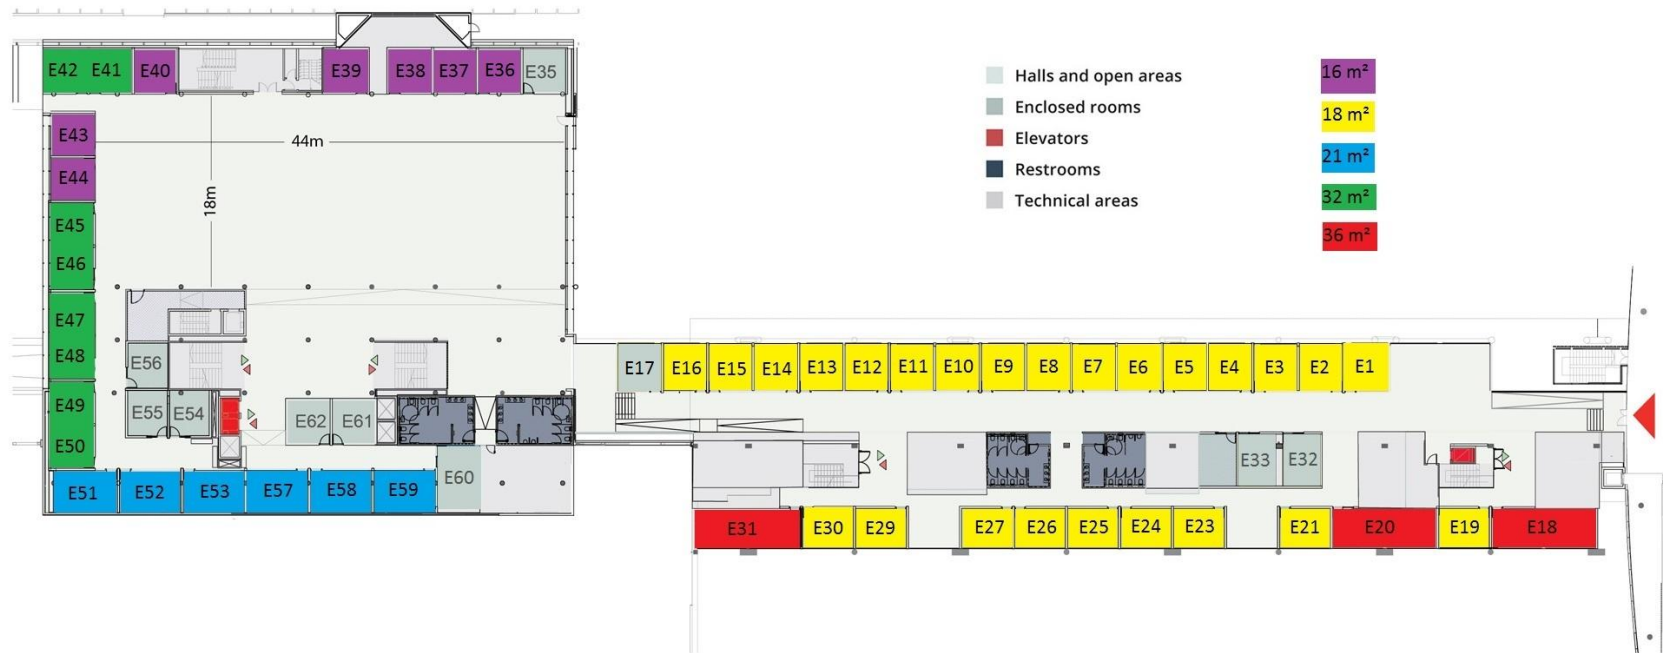 E42 E41 E40 E39 E38 E37 E36 E35
E43
44m
E44
18m
E45
E46
E47
E48
E56
E49
E55 E54
E62 E61
E50
E51 E52 E53 E57 E58 E59 E60
Halls and open areas
Enclosed rooms
Elevators
Restrooms
Technical areas
16 m²
18 m²
21 m²
32 m²
36 m²
E17 E16 E15 E14 E13 E12 E11 E10 E9 E8 E7 E6 E5 E4 E3 E2 E1
E33 E32
E31 E30 E29 E27 E26 E25 E24 E23 E21 E20 E19 E18